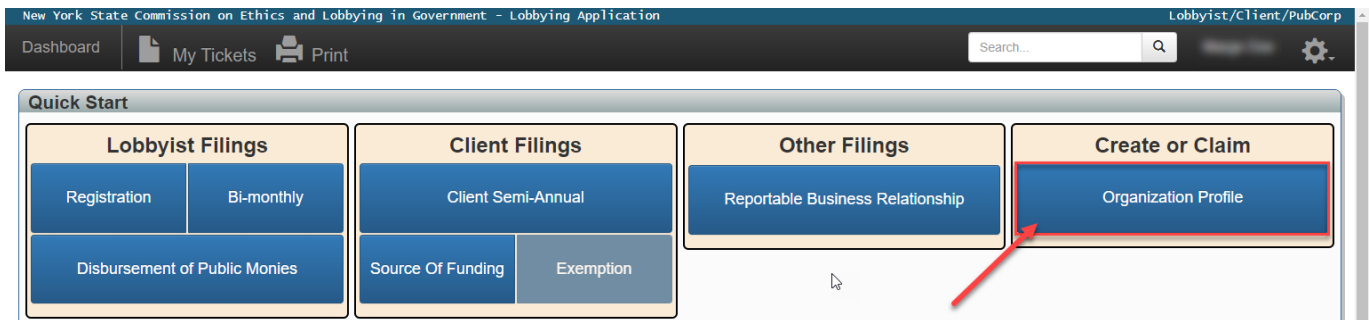 New York State Commission on Ethics and Lobbying in Government - Lobbying Application
Lobbyist/Client/PubCorp
Dashboard
My Tickets
Print
Search...
Quick Start
Lobbyist Filings
Registration
Bi-monthly
Disbursement of Public Monies
Client Filings
Client Semi-Annual
Source Of Funding
Exemption
Other Filings
Reportable Business Relationship
Create or Claim
Organization Profile